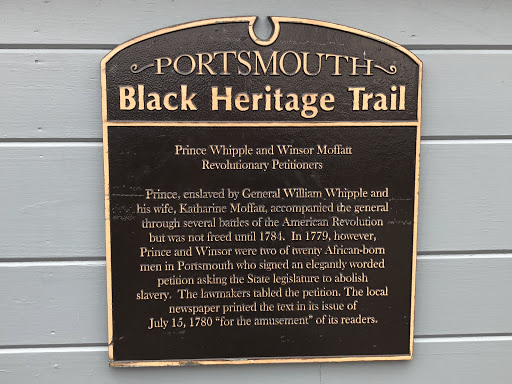 PORTSMOUTH
Black Heritage Trail
Prince Whipple and Winsor Moffatt
Revolutionary Petitioners
Prince, enslaved by General William Whipple and
his wife, Katharine Moffatt, accompanied the general
through several battles of the American Revolution
but was not freed until 1784. In 1779, however,
Prince and Winsor were two of twenty African-born
men in Portsmouth who signed an elegantly worded
petition asking the State legislature to abolish
slavery. The lawmakers tabled the petition. The local
newspaper printed the text in its issue of
July 15, 1780 “for the amusement” of its readers.